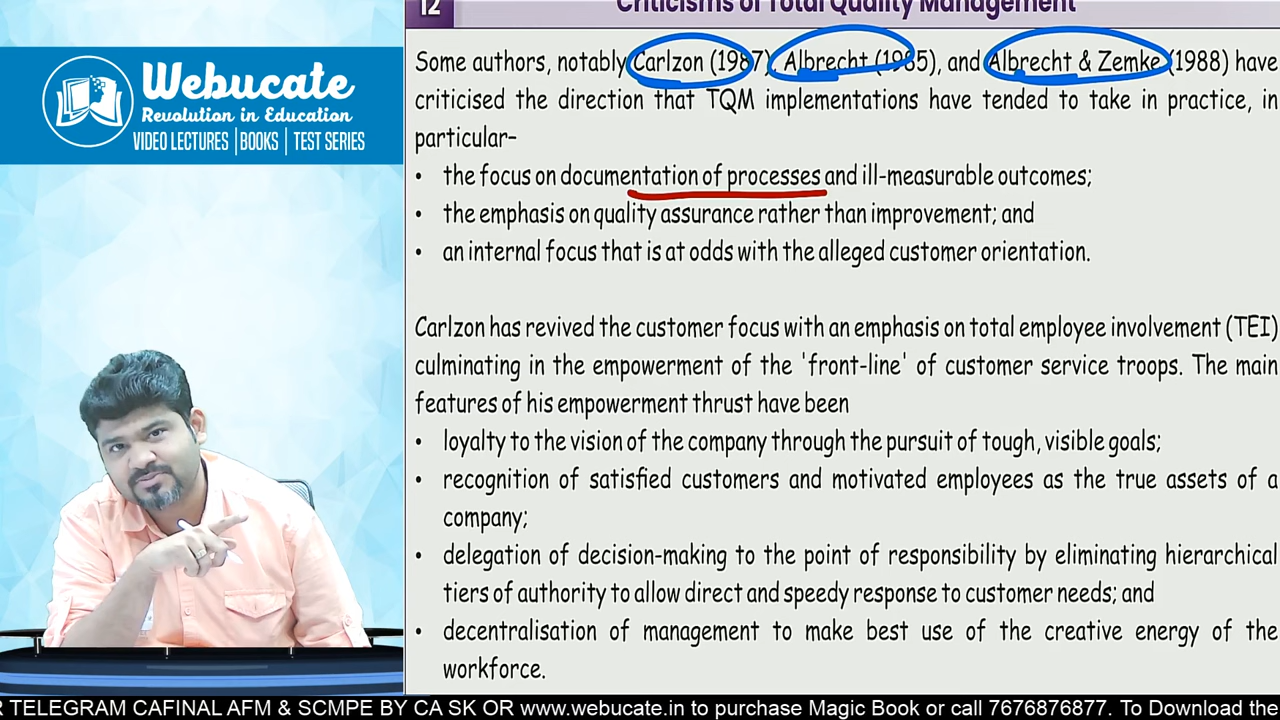 12
Criticisms of Total Quality Management
Webucate
Revolution in Education
VIDEO LECTURES | BOOKS | TEST SERIES
Some authors, notably Carlzon (1987), Albrecht (1985), and Albrecht & Zemke (1988) have
criticised the direction that TQM implementations have tended to take in practice, in
particular–
• the focus on documentation of processes and ill-measurable outcomes;
• the emphasis on quality assurance rather than improvement; and
• an internal focus that is at odds with the alleged customer orientation.
Carlzon has revived the customer focus with an emphasis on total employee involvement (TEI)
culminating in the empowerment of the 'front-line' of customer service troops. The main
features of his empowerment thrust have been
• loyalty to the vision of the company through the pursuit of tough, visible goals;
• recognition of satisfied customers and motivated employees as the true assets of a
company;
• delegation of decision-making to the point of responsibility by eliminating hierarchical
tiers of authority to allow direct and speedy response to customer needs; and
• decentralisation of management to make best use of the creative energy of the
workforce.
R TELEGRAM CAFINAL AFM & SCMPE BY CA SK OR www.webucate.in to purchase Magic Book or call 7676876877. To Download the